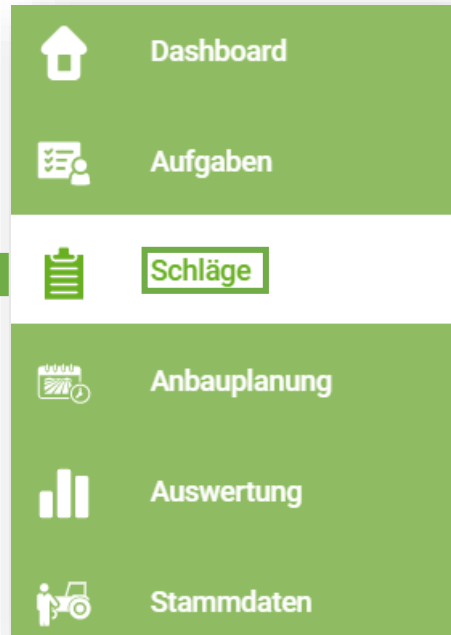 Dashboard
Aufgaben
Schläge
Anbauplanung
Auswertung
Stammdaten